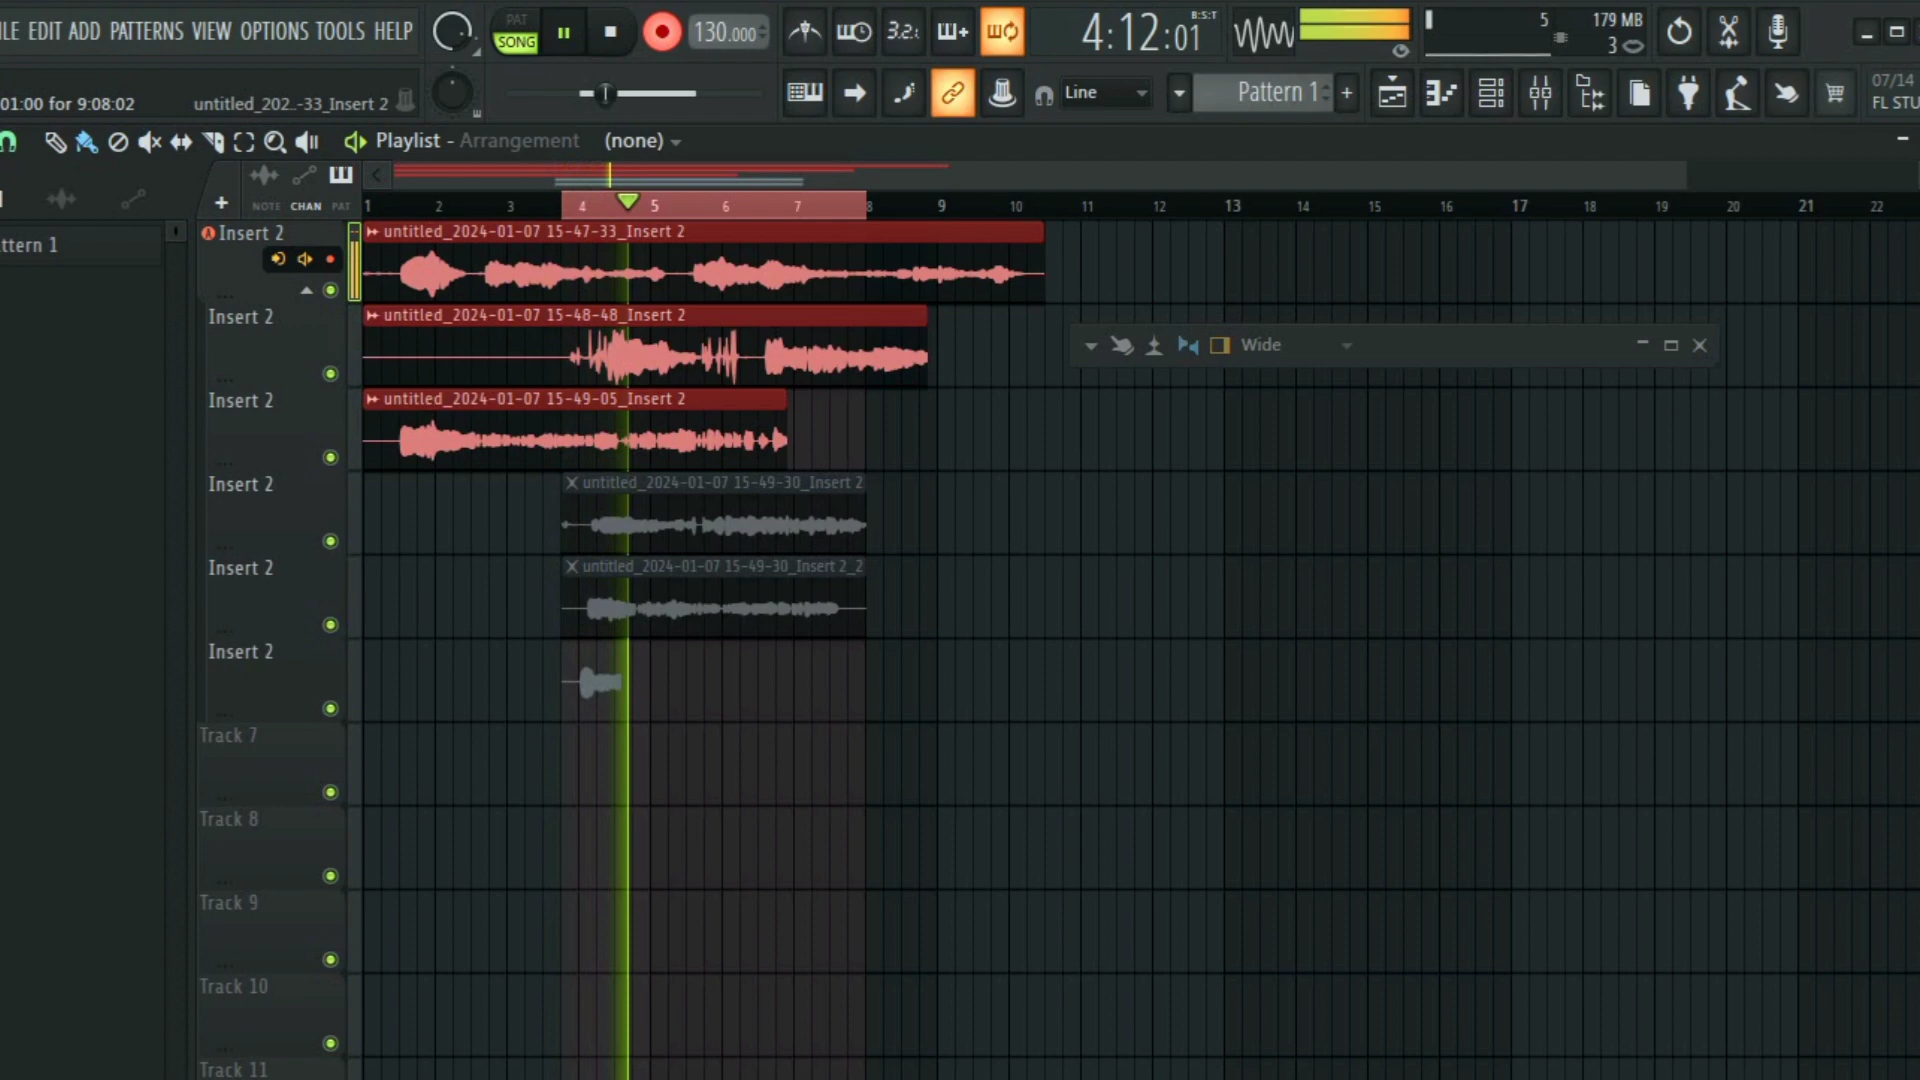 LE EDIT ADD PATTERNS VIEW OPTIONS TOOLS HELP
PAT
SONG
130.000
3.2.
4:12:01
B:S:T
5
179 MB
3
01:00 for 9:08:02
untitled_202..-33_Insert 2
Line
Pattern 1
+
07/14
FL STU
Playlist - Arrangement (none)
+
NOTE CHAN PAT
1 2 3 4 5 6 7 8 9 10 11 12 13 14 15 16 17 18 19 20 21 22
ttern 1
Insert 2
untitled_2024-01-07 15-47-33_Insert 2
Insert 2
untitled_2024-01-07 15-48-48_Insert 2
Wide
Insert 2
untitled_2024-01-07 15-49-05_Insert 2
Insert 2
untitled_2024-01-07 15-49-30_Insert 2
Insert 2
untitled_2024-01-07 15-49-30_Insert 2_2
Insert 2
Track 7
Track 8
Track 9
Track 10
Track 11